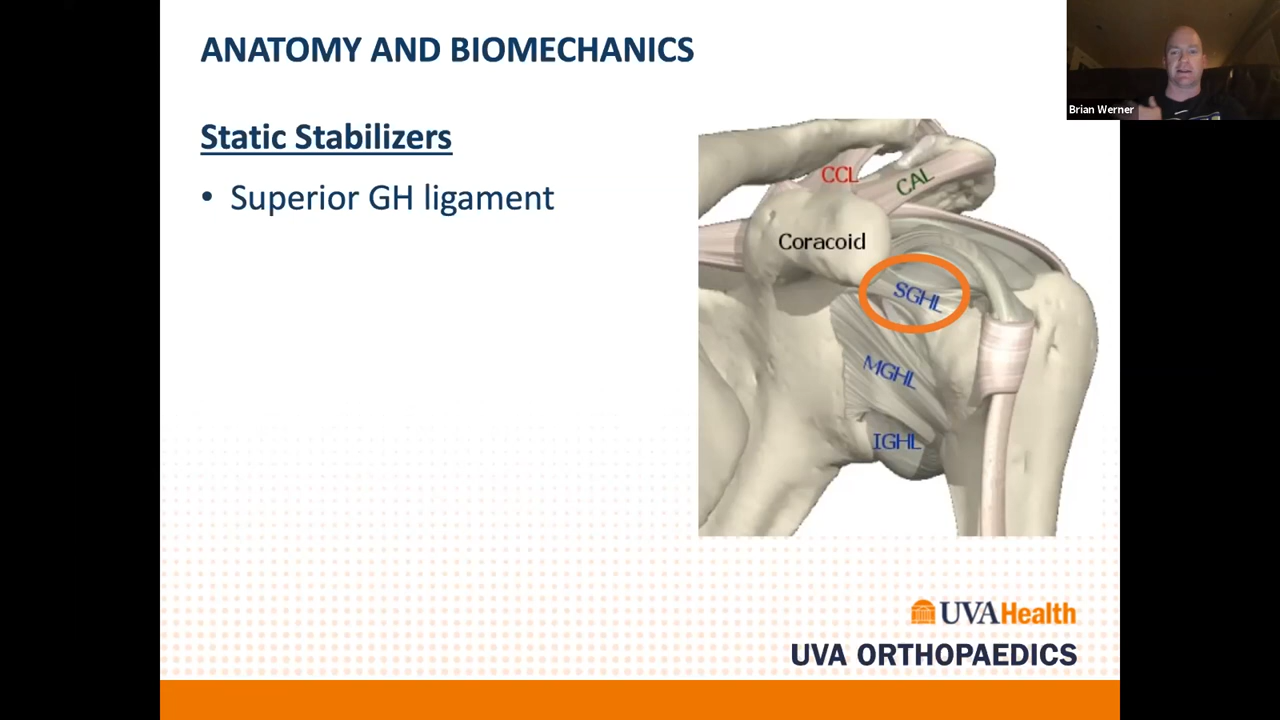 ANATOMY AND BIOMECHANICS
Brian Werner
Static Stabilizers
• Superior GH ligament
CCL
CAL
Coracoid
SGHL
MGHL
IGHL
UVAHealth
UVA ORTHOPAEDICS